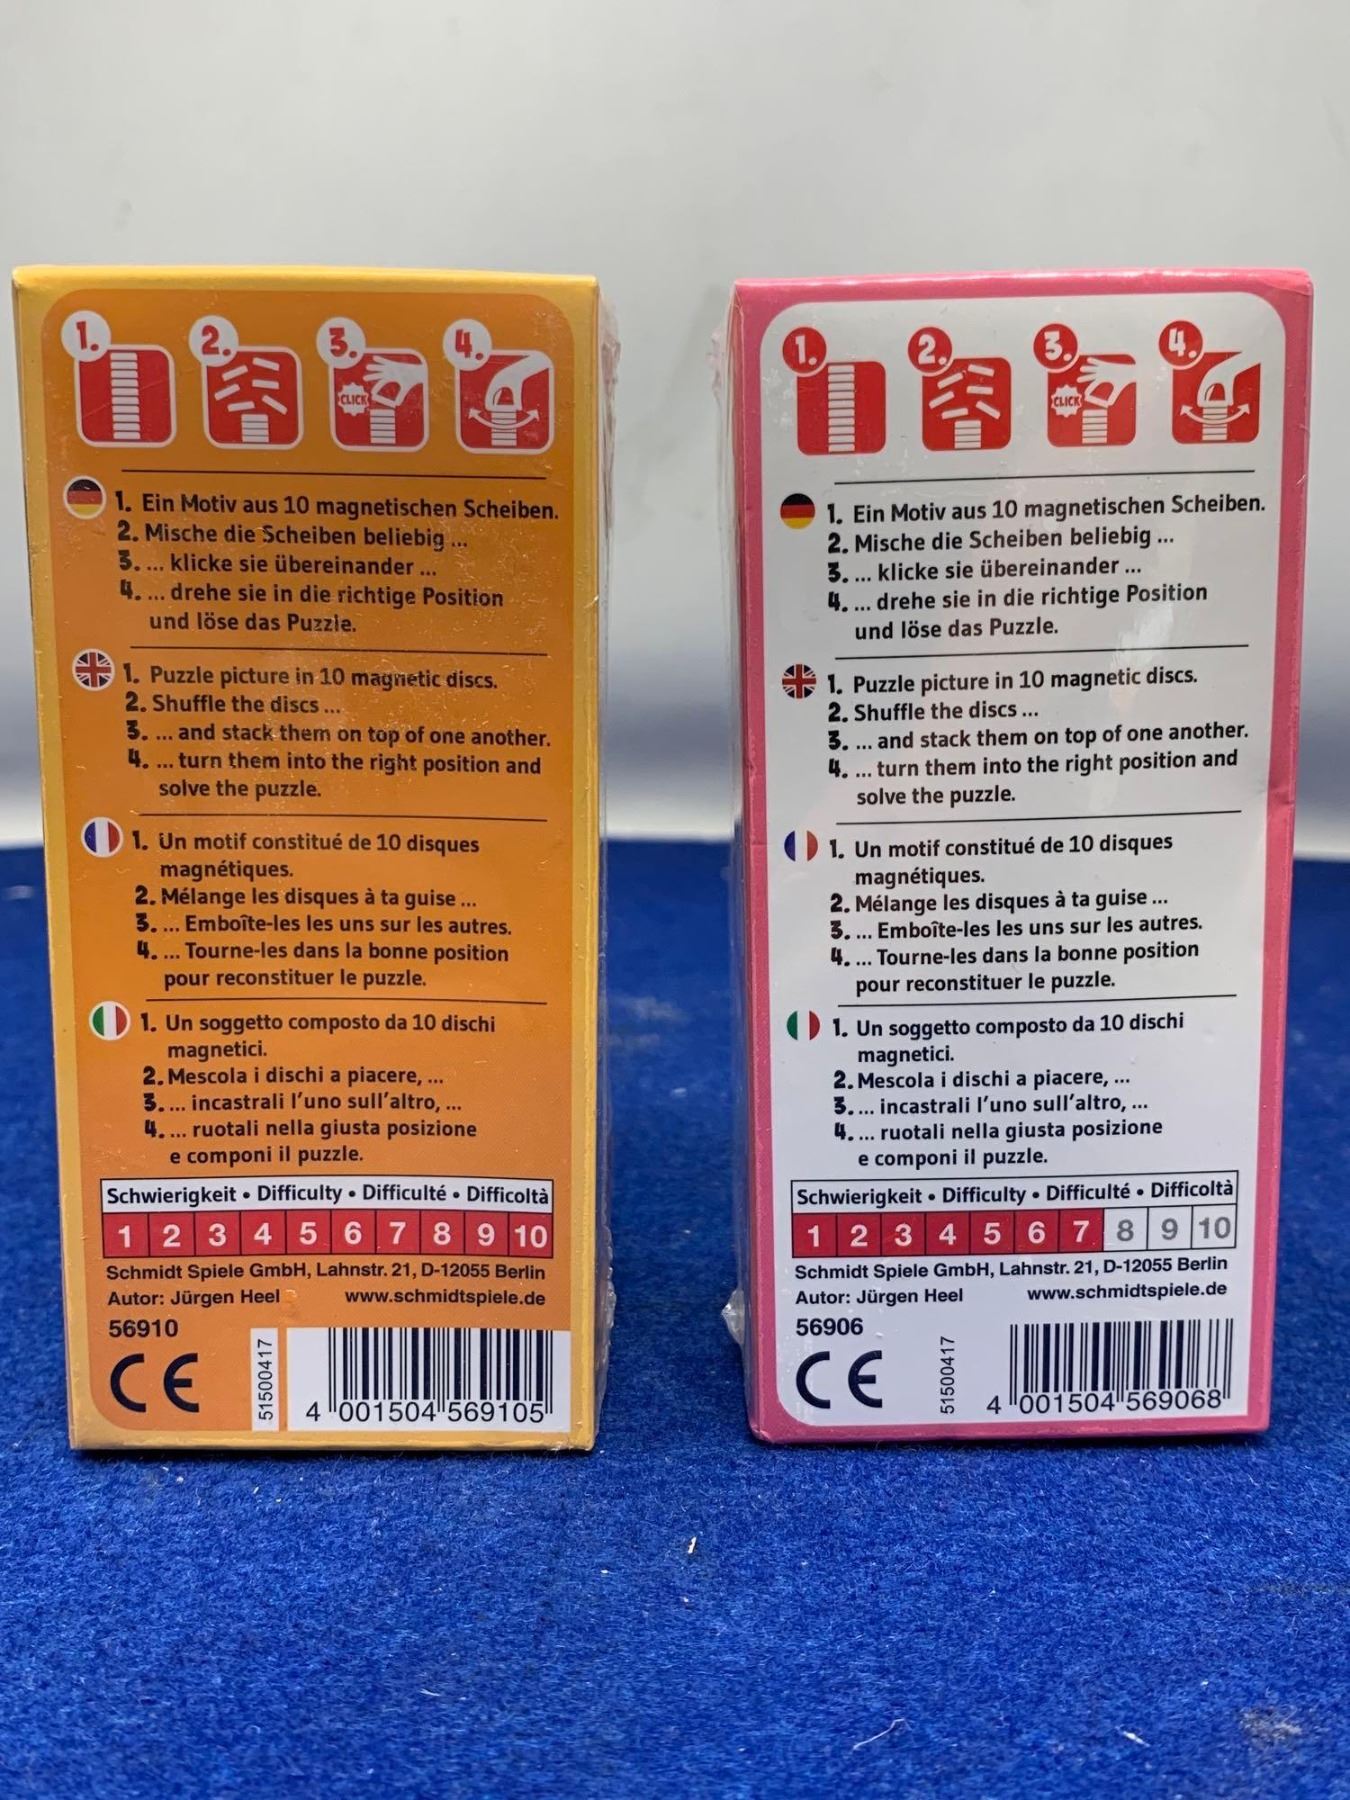 1.
2.
3.
4.
CLICK
1. Ein Motiv aus 10 magnetischen Scheiben.
2. Mische die Scheiben beliebig ...
3. ... klicke sie übereinander ...
4. ... drehe sie in die richtige Position
und löse das Puzzle.
1. Puzzle picture in 10 magnetic discs.
2. Shuffle the discs ...
3. ... and stack them on top of one another.
4. ... turn them into the right position and
solve the puzzle.
1. Un motif constitué de 10 disques
magnétiques.
2. Mélange les disques à ta guise ...
3. ... Emboîte-les les uns sur les autres.
4. ... Tourne-les dans la bonne position
pour reconstituer le puzzle.
1. Un soggetto composto da 10 dischi
magnetici.
2. Mescola i dischi a piacere, ...
3. ... incastrali l'uno sull'altro, ...
4. ... ruotali nella giusta posizione
e componi il puzzle.
Schwierigkeit • Difficulty • Difficulté • Difficoltà
1 2 3 4 5 6 7 8 9 10
Schmidt Spiele GmbH, Lahnstr. 21, D-12055 Berlin
Autor: Jürgen Heel www.schmidtspiele.de
56910
CE
51500417
4 001504 569105
1.
2.
3.
4.
CLICK
1. Ein Motiv aus 10 magnetischen Scheiben.
2. Mische die Scheiben beliebig ...
3. ... klicke sie übereinander ...
4. ... drehe sie in die richtige Position
und löse das Puzzle.
1. Puzzle picture in 10 magnetic discs.
2. Shuffle the discs ...
3. ... and stack them on top of one another.
4. ... turn them into the right position and
solve the puzzle.
1. Un motif constitué de 10 disques
magnétiques.
2. Mélange les disques à ta guise ...
3. ... Emboîte-les les uns sur les autres.
4. ... Tourne-les dans la bonne position
pour reconstituer le puzzle.
1. Un soggetto composto da 10 dischi
magnetici.
2. Mescola i dischi a piacere, ...
3. ... incastrali l'uno sull'altro, ...
4. ... ruotali nella giusta posizione
e componi il puzzle.
Schwierigkeit • Difficulty • Difficulté • Difficoltà
1 2 3 4 5 6 7 8 9 10
Schmidt Spiele GmbH, Lahnstr. 21, D-12055 Berlin
Autor: Jürgen Heel www.schmidtspiele.de
56906
CE
51500417
4 001504 569068